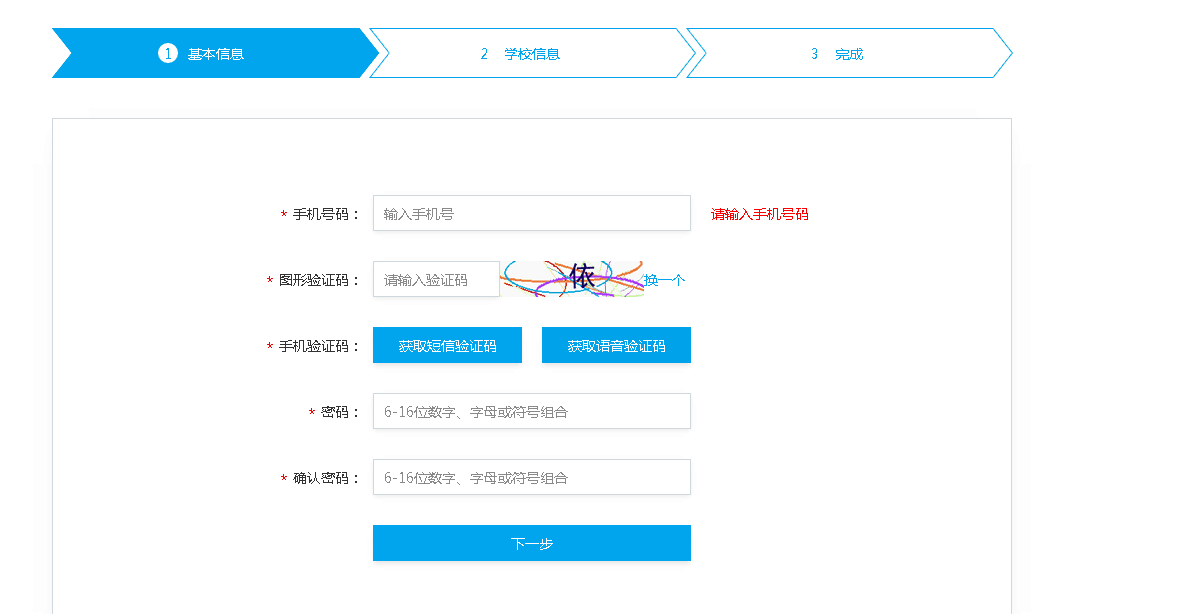 1 基本信息 2 学校信息 3 完成
* 手机号码： 输入手机号 请输入手机号码
* 图形验证码： 请输入验证码 依 换一个
* 手机验证码： 获取短信验证码 获取语音验证码
* 密码： 6-16位数字、字母或符号组合
* 确认密码： 6-16位数字、字母或符号组合
下一步